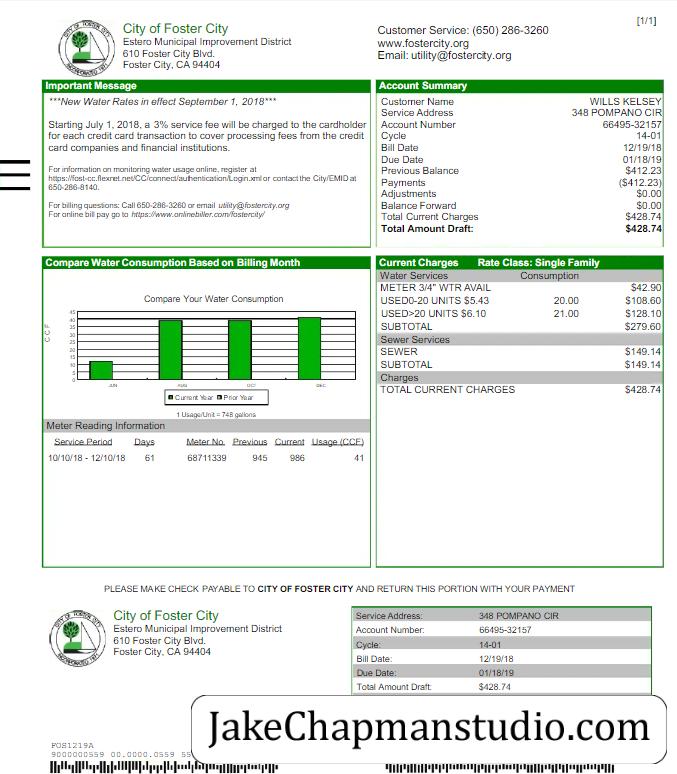 [1/1]
City of Foster City
Estero Municipal Improvement District
610 Foster City Blvd.
Foster City, CA 94404
Customer Service: (650) 286-3260
www.fostercity.org
Email: utility@fostercity.org
Important Message
***New Water Rates in effect September 1, 2018***
Starting July 1, 2018, a 3% service fee will be charged to the cardholder
for each credit card transaction to cover processing fees from the credit
card companies and financial institutions.
For information on monitoring water usage online, register at
https://fost-cc.flexnet.net/CC/connect/authentication/Login.xml or contact the City/EMID at
650-286-8140.
For billing questions: Call 650-286-3260 or email utility@fostercity.org
For online bill pay go to https://www.onlinebiller.com/fostercity/
Account Summary
Customer Name WILLS KELSEY
Service Address 348 POMPANO CIR
Account Number 66495-32157
Cycle 14-01
Bill Date 12/19/18
Due Date 01/18/19
Previous Balance $412.23
Payments ($412.23)
Adjustments $0.00
Balance Forward $0.00
Total Current Charges $428.74
Total Amount Draft: $428.74
Compare Water Consumption Based on Billing Month
Compare Your Water Consumption
CCF
45
40
35
30
25
20
15
10
5
0
JUN AUG OCT DEC
Current Year Prior Year
1 Usage/Unit = 748 gallons
Meter Reading Information
Service Period Days Meter No. Previous Current Usage (CCF)
10/10/18 - 12/10/18 61 68711339 945 986 41
Current Charges Rate Class: Single Family
Water Services Consumption
METER 3/4" WTR AVAIL $42.90
USED0-20 UNITS $5.43 20.00 $108.60
USED>20 UNITS $6.10 21.00 $128.10
SUBTOTAL $279.60
Sewer Services
SEWER $149.14
SUBTOTAL $149.14
Charges
TOTAL CURRENT CHARGES $428.74
PLEASE MAKE CHECK PAYABLE TO CITY OF FOSTER CITY AND RETURN THIS PORTION WITH YOUR PAYMENT
City of Foster City
Estero Municipal Improvement District
610 Foster City Blvd.
Foster City, CA 94404
Service Address: 348 POMPANO CIR
Account Number: 66495-32157
Cycle: 14-01
Bill Date: 12/19/18
Due Date: 01/18/19
Total Amount Draft: $428.74
JakeChapmanstudio.com
FOS1219A
9000000559 00.0000.0559 55